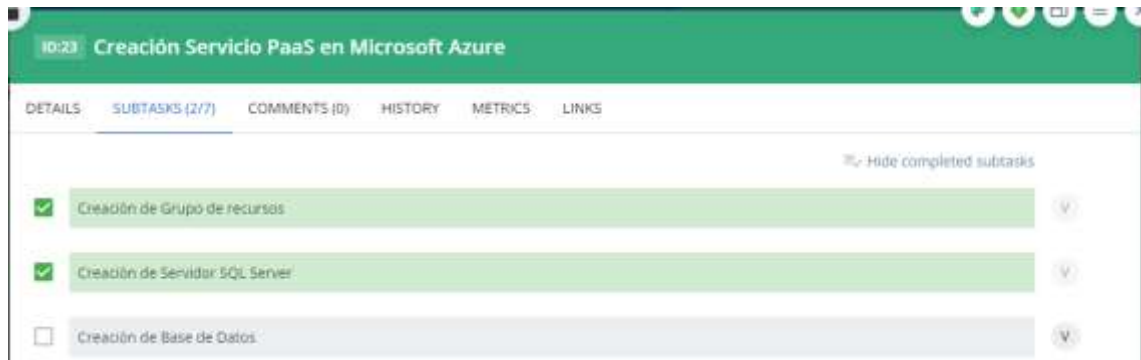 ID:23 Creación Servicio PaaS en Microsoft Azure
DETAILS SUBTASKS (2/7) COMMENTS (0) HISTORY METRICS LINKS
Hide completed subtasks
Creación de Grupo de recursos V
Creación de Servidor SQL Server V
Creación de Base de Datos V